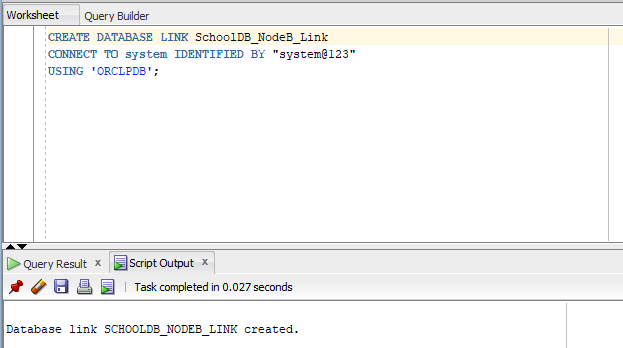 Worksheet Query Builder
CREATE DATABASE LINK SchoolDB_NodeB_Link
CONNECT TO system IDENTIFIED BY "system@123"
USING 'ORCLPDB';
Query Result x Script Output x
Task completed in 0.027 seconds
Database link SCHOOLDB_NODEB_LINK created.